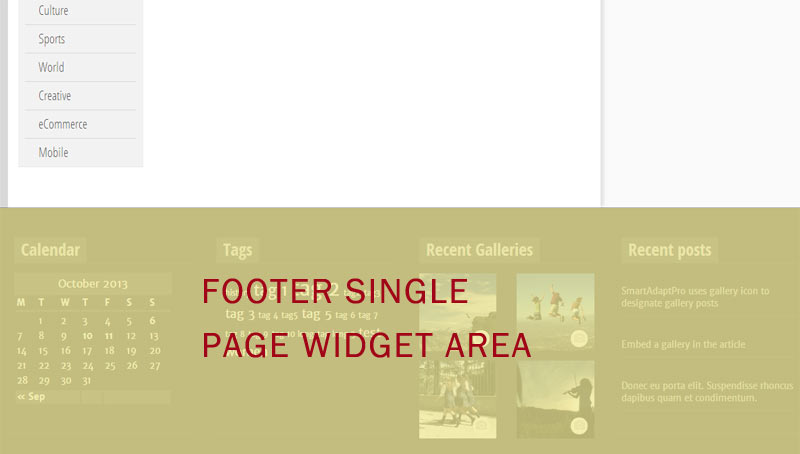 Culture
Sports
World
Creative
eCommerce
Mobile
Calendar
October 2013
M T W T F S S
1 2 3 4 5 6
7 8 9 10 11 12 13
14 15 16 17 18 19 20
21 22 23 24 25 26 27
28 29 30 31
« Sep
Tags
tag 1 tag 2
tag 3 tag 4 tag5 tag 5 tag 6 tag 7
FOOTER SINGLE
PAGE WIDGET AREA
Recent Galleries
Recent posts
SmartAdaptPro uses gallery icon to
designate gallery posts
Embed a gallery in the article
Donec eu porta elit. Suspendisse rhoncus
dapibus quam et condimentum.